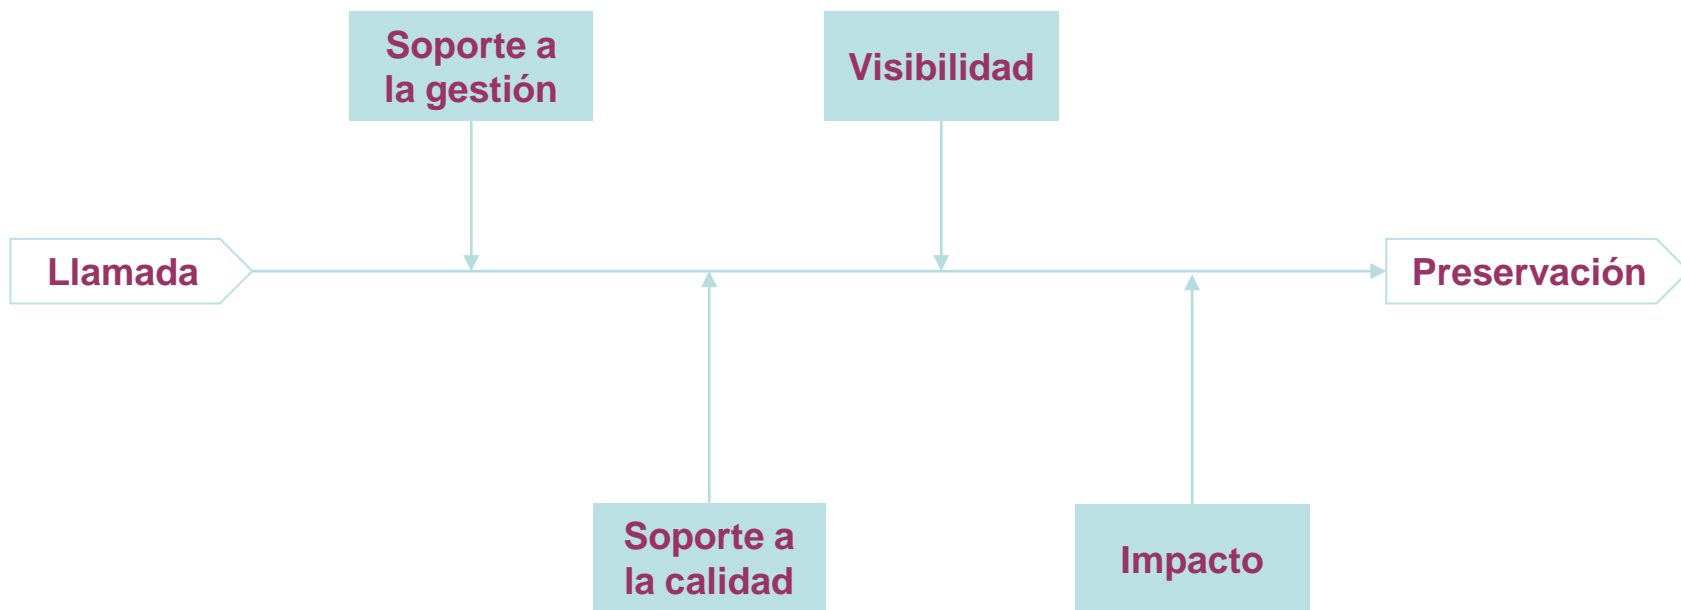 Soporte a
la gestión
Visibilidad
Llamada
Preservación
Soporte a
la calidad
Impacto